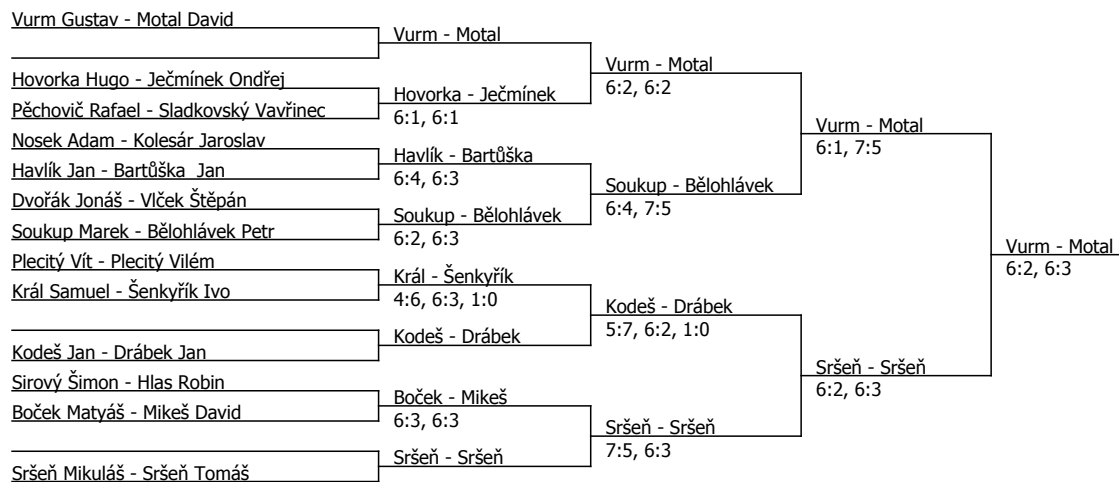 Vurm Gustav - Motal David
Hovorka Hugo - Ječmínek Ondřej
Pěchovič Rafael - Sladkovský Vavřinec
Nosek Adam - Kolesár Jaroslav
Havlík Jan - Bartůška  Jan
Dvořák Jonáš - Vlček Štěpán
Soukup Marek - Bělohlávek Petr
Plecitý Vít - Plecitý Vilém
Král Samuel - Šenkyřík Ivo
Kodeš Jan - Drábek Jan
Sirový Šimon - Hlas Robin
Boček Matyáš - Mikeš David
Sršeň Mikuláš - Sršeň Tomáš
Vurm - Motal
Hovorka - Ječmínek
6:1, 6:1
Havlík - Bartůška
6:4, 6:3
Soukup - Bělohlávek
6:2, 6:3
Král - Šenkyřík
4:6, 6:3, 1:0
Kodeš - Drábek
Boček - Mikeš
6:3, 6:3
Sršeň - Sršeň
Vurm - Motal
6:2, 6:2
Soukup - Bělohlávek
6:4, 7:5
Kodeš - Drábek
5:7, 6:2, 1:0
Sršeň - Sršeň
7:5, 6:3
Vurm - Motal
6:1, 7:5
Sršeň - Sršeň
6:2, 6:3
Vurm - Motal
6:2, 6:3